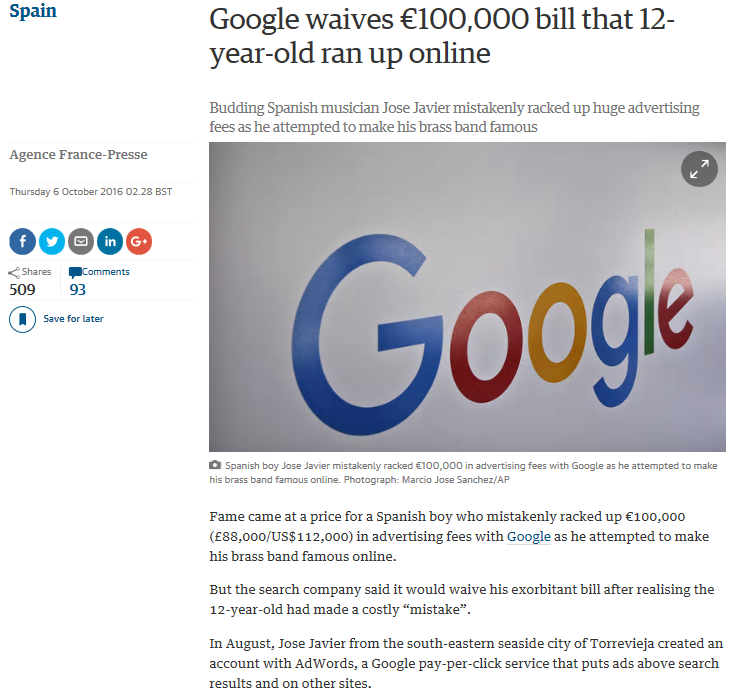 Spain
Google waives €100,000 bill that 12-
year-old ran up online
Budding Spanish musician Jose Javier mistakenly racked up huge advertising
fees as he attempted to make his brass band famous
Agence France-Presse
Thursday 6 October 2016 02.28 BST
f
in
G+
Shares
509
Comments
93
Save for later
Google
Spanish boy Jose Javier mistakenly racked €100,000 in advertising fees with Google as he attempted to make
his brass band famous online. Photograph: Marcio Jose Sanchez/AP
Fame came at a price for a Spanish boy who mistakenly racked up €100,000
(£88,000/US$112,000) in advertising fees with Google as he attempted to make
his brass band famous online.
But the search company said it would waive his exorbitant bill after realising the
12-year-old had made a costly “mistake”.
In August, Jose Javier from the south-eastern seaside city of Torrevieja created an
account with AdWords, a Google pay-per-click service that puts ads above search
results and on other sites.